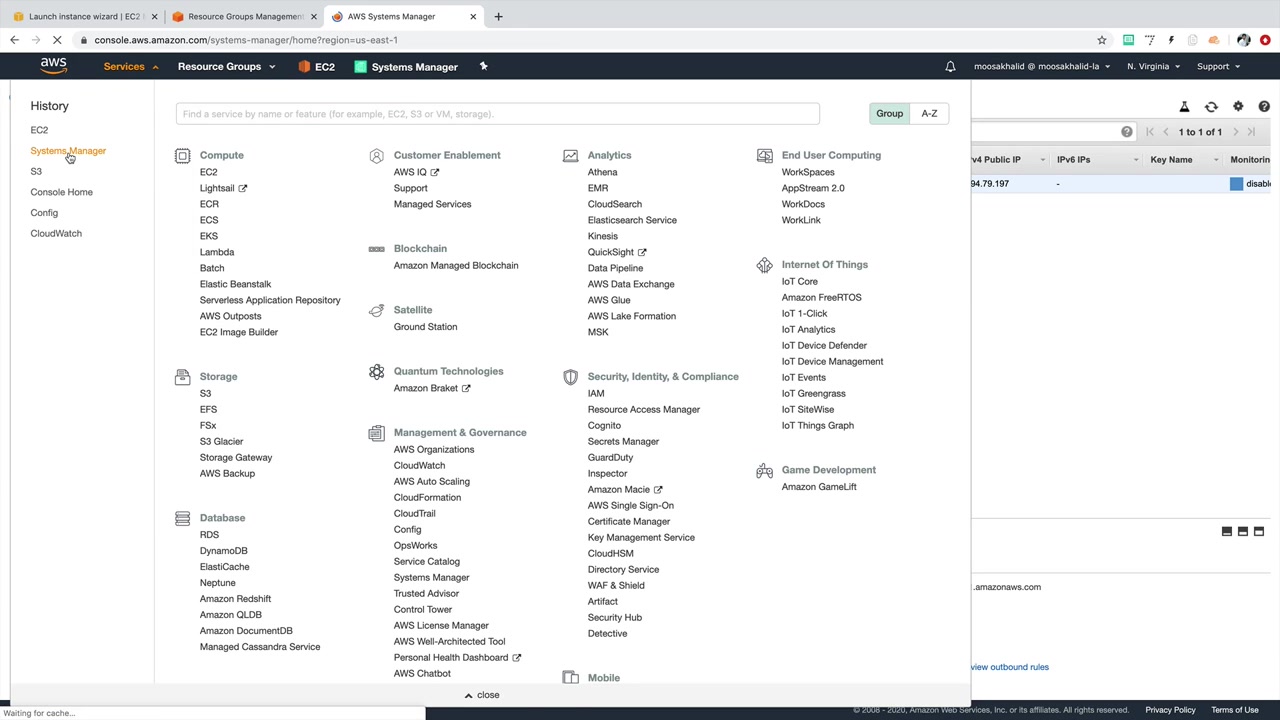 Launch instance wizard | EC2
Resource Groups Management
AWS Systems Manager
console.aws.amazon.com/systems-manager/home?region=us-east-1
aws
Services
Resource Groups
EC2
Systems Manager
moosakhalid @ moosakhalid-la
N. Virginia
Support
History
EC2
Systems Manager
S3
Console Home
Config
CloudWatch
Find a service by name or feature (for example, EC2, S3 or VM, storage).
Group
A-Z
Compute
EC2
Lightsail
ECR
ECS
EKS
Lambda
Batch
Elastic Beanstalk
Serverless Application Repository
AWS Outposts
EC2 Image Builder
Storage
S3
EFS
FSx
S3 Glacier
Storage Gateway
AWS Backup
Database
RDS
DynamoDB
ElastiCache
Neptune
Amazon Redshift
Amazon QLDB
Amazon DocumentDB
Managed Cassandra Service
Customer Enablement
AWS IQ
Support
Managed Services
Blockchain
Amazon Managed Blockchain
Satellite
Ground Station
Quantum Technologies
Amazon Braket
Management & Governance
AWS Organizations
CloudWatch
AWS Auto Scaling
CloudFormation
CloudTrail
Config
OpsWorks
Service Catalog
Systems Manager
Trusted Advisor
Control Tower
AWS License Manager
AWS Well-Architected Tool
Personal Health Dashboard
AWS Chatbot
Analytics
Athena
EMR
CloudSearch
Elasticsearch Service
Kinesis
QuickSight
Data Pipeline
AWS Data Exchange
AWS Glue
AWS Lake Formation
MSK
Security, Identity, & Compliance
IAM
Resource Access Manager
Cognito
Secrets Manager
GuardDuty
Inspector
Amazon Macie
AWS Single Sign-On
Certificate Manager
Key Management Service
CloudHSM
Directory Service
WAF & Shield
Artifact
Security Hub
Detective
Mobile
End User Computing
WorkSpaces
AppStream 2.0
WorkDocs
WorkLink
Internet Of Things
IoT Core
Amazon FreeRTOS
IoT 1-Click
IoT Analytics
IoT Device Defender
IoT Device Management
IoT Events
IoT Greengrass
IoT SiteWise
IoT Things Graph
Game Development
Amazon GameLift
close
1 to 1 of 1
v4 Public IP
IPv6 IPs
Key Name
Monitorin
94.79.197
-
disabl
.amazonaws.com
view outbound rules
Waiting for cache...
© 2008 - 2020, Amazon Web Services, Inc. or its affiliates. All rights reserved.
Privacy Policy
Terms of Use